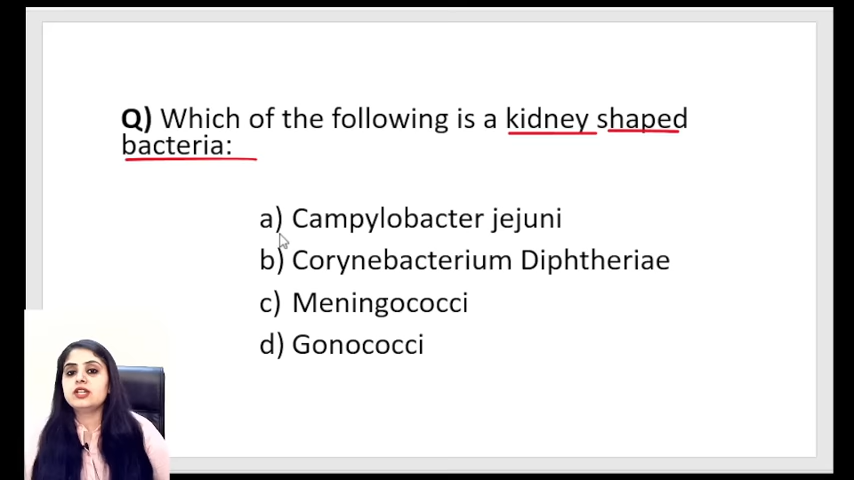 Q) Which of the following is a kidney shaped
bacteria:
a) Campylobacter jejuni
b) Corynebacterium Diphtheriae
c) Meningococci
d) Gonococci